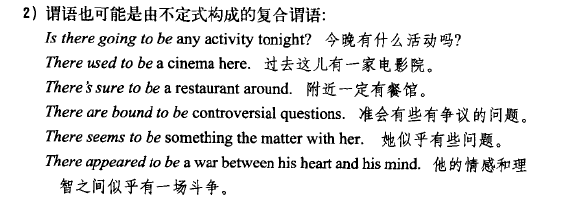 2）谓语也可能是由不定式构成的复合谓语：
Is there going to be any activity tonight? 今晚有什么活动吗？
There used to be a cinema here. 过去这儿有一家电影院。
There's sure to be a restaurant around. 附近一定有餐馆。
There are bound to be controversial questions. 准会有些有争议的问题。
There seems to be something the matter with her. 她似乎有些问题。
There appeared to be a war between his heart and his mind. 他的情感和理
智之间似乎有一场斗争。